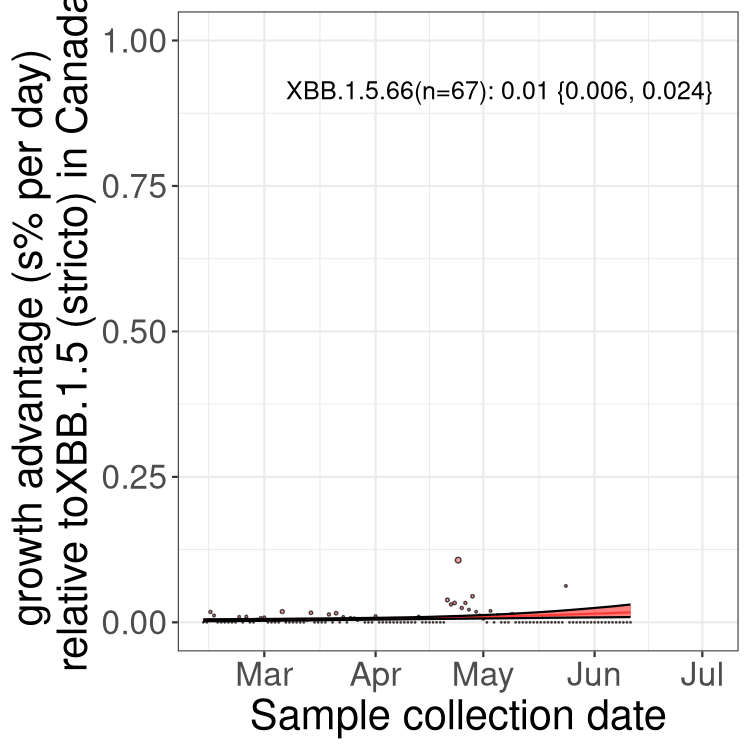 growth advantage (s% per day)
relative toXBB.1.5 (stricto) in Canada
1.00
0.75
0.50
0.25
0.00
XBB.1.5.66(n=67): 0.01 {0.006, 0.024}
Mar Apr May Jun Jul
Sample collection date